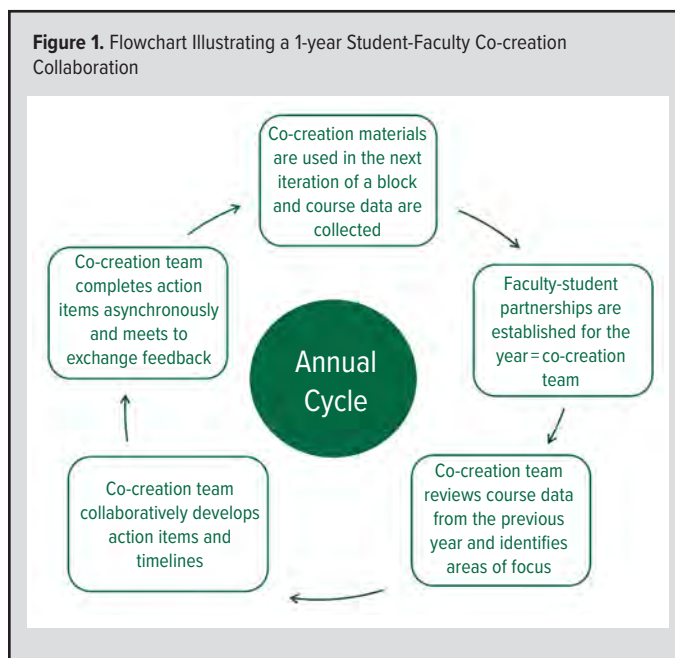 Figure 1. Flowchart Illustrating a 1-year Student-Faculty Co-creation
Collaboration
Co-creation materials
are used in the next
iteration of a block
and course data are
collected
Faculty-student
partnerships are
established for the
year=co-creation
team
Co-creation team
reviews course data
from the previous
year and identifies
areas of focus
Co-creation team
collaboratively develops
action items and
timelines
Co-creation team
completes action
items asynchronously
and meets to
exchange feedback
Annual
Cycle